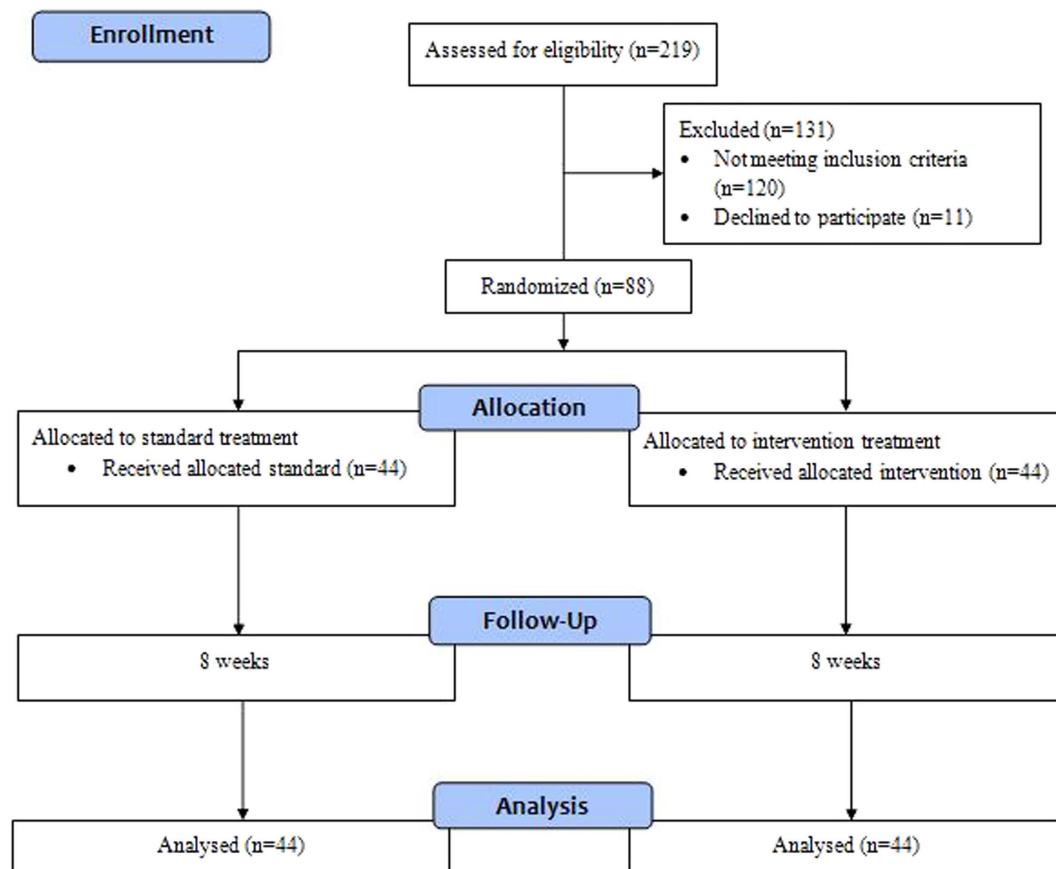 Enrollment
Assessed for eligibility (n=219)
Excluded (n=131)
• Not meeting inclusion criteria
(n=120)
• Declined to participate (n=11)
Randomized (n=88)
Allocation
Allocated to standard treatment
• Received allocated standard (n=44)
Allocated to intervention treatment
• Received allocated intervention (n=44)
Follow-Up
8 weeks
8 weeks
Analysis
Analysed (n=44)
Analysed (n=44)